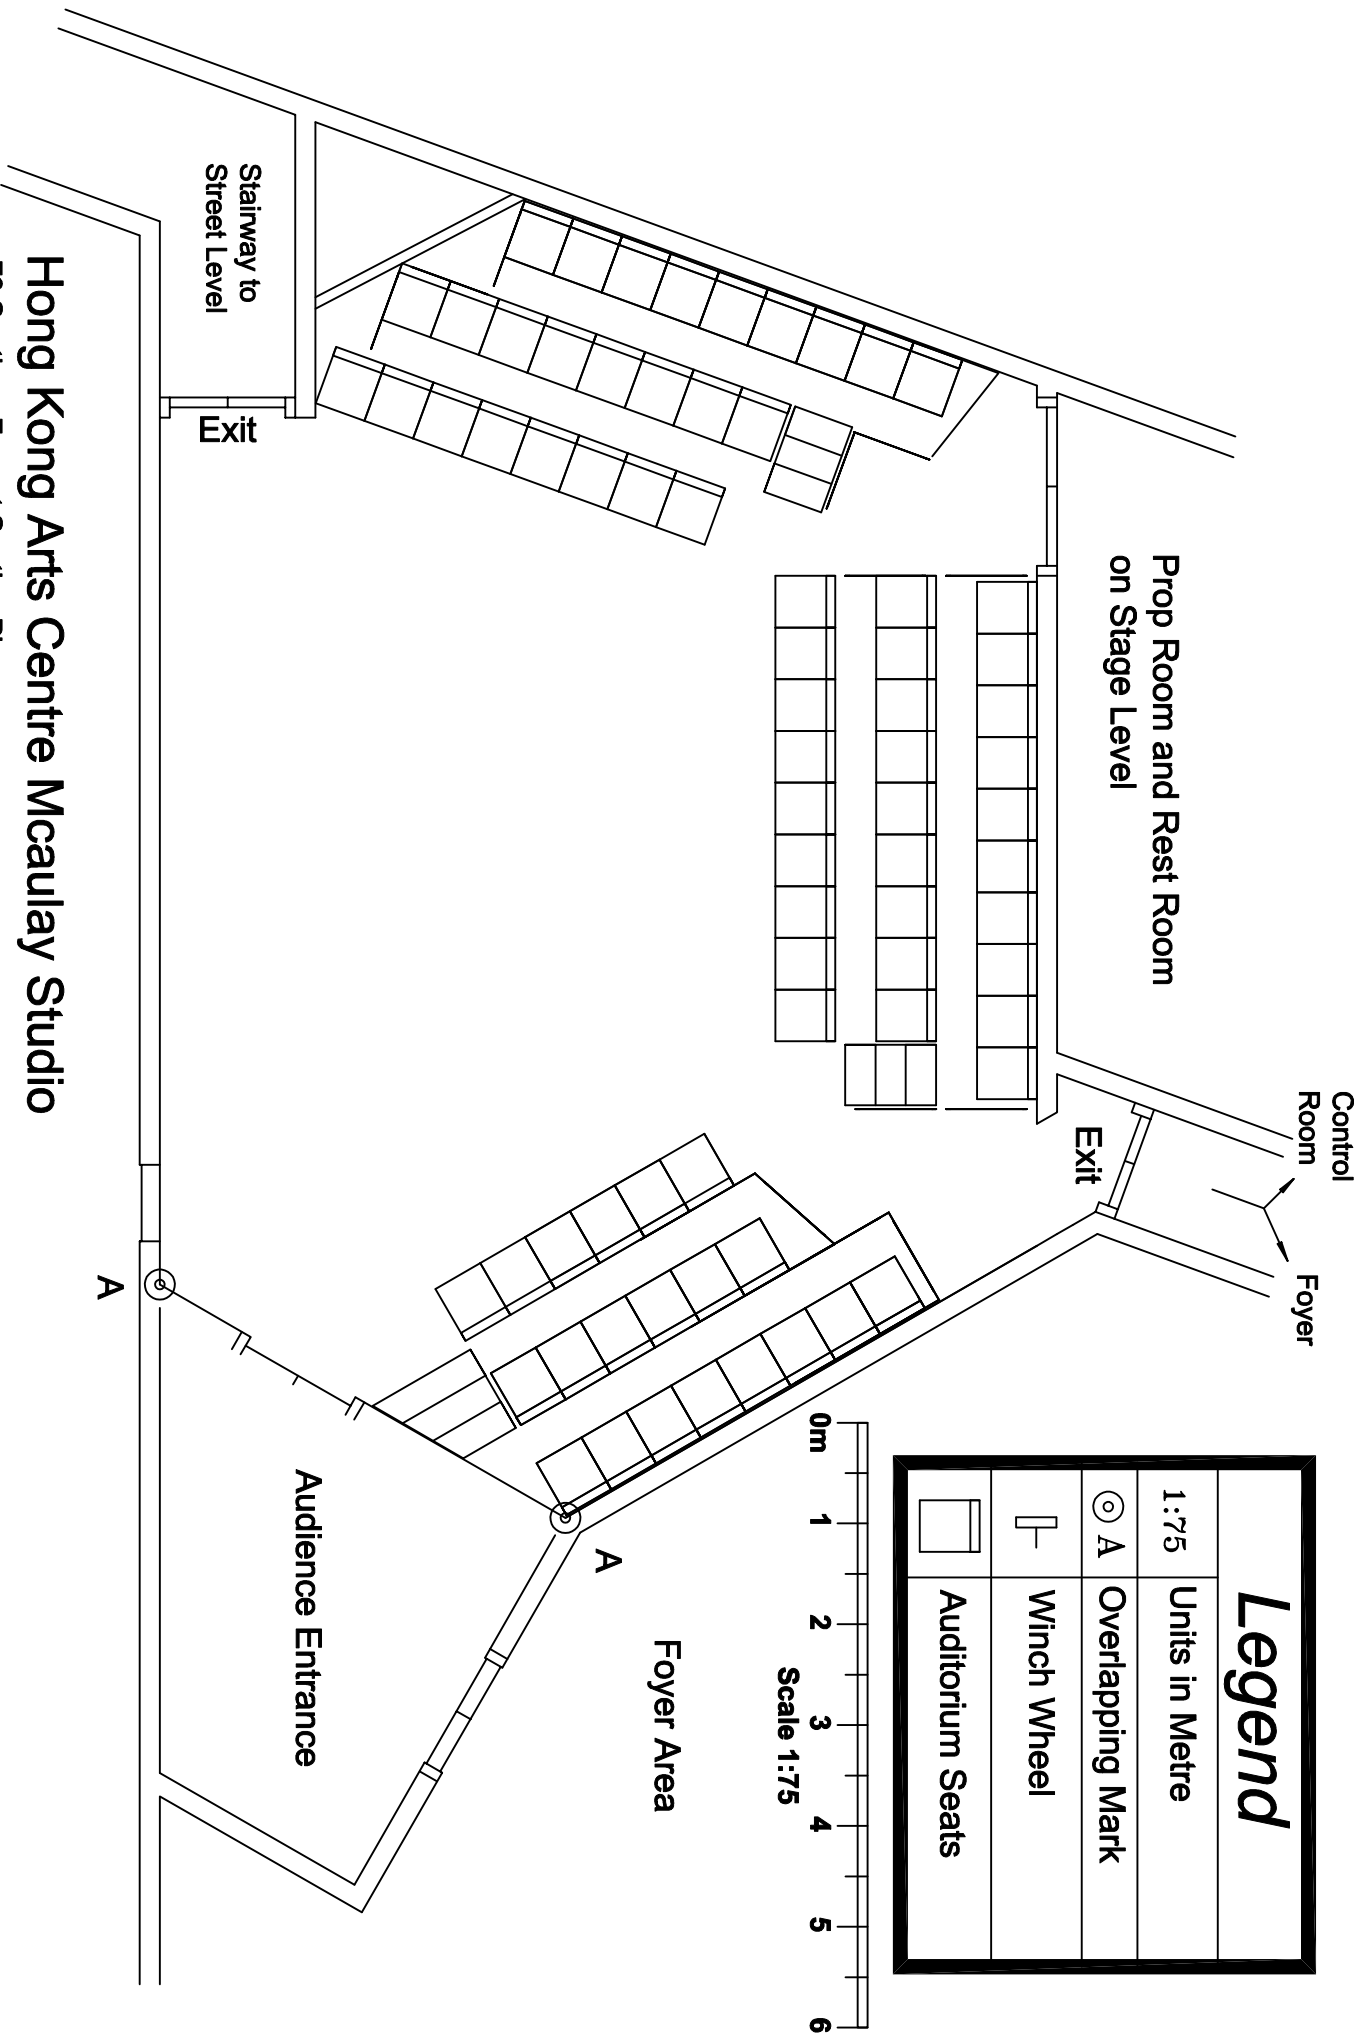 Control
Room
Foyer
Prop Room and Rest Room
on Stage Level
Exit
Stairway to
Street Level
Exit
Legend
1:75 Units in Metre
A Overlapping Mark
Winch Wheel
Auditorium Seats
0m 1 2 3 4 5 6
Scale 1:75
Foyer Area
A
Audience Entrance
A
Hong Kong Arts Centre Mcaulay Studio